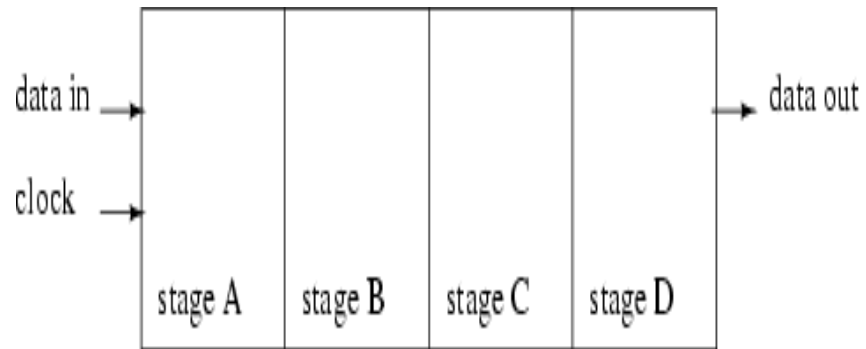 data in
data out
clock
stage A
stage B
stage C
stage D